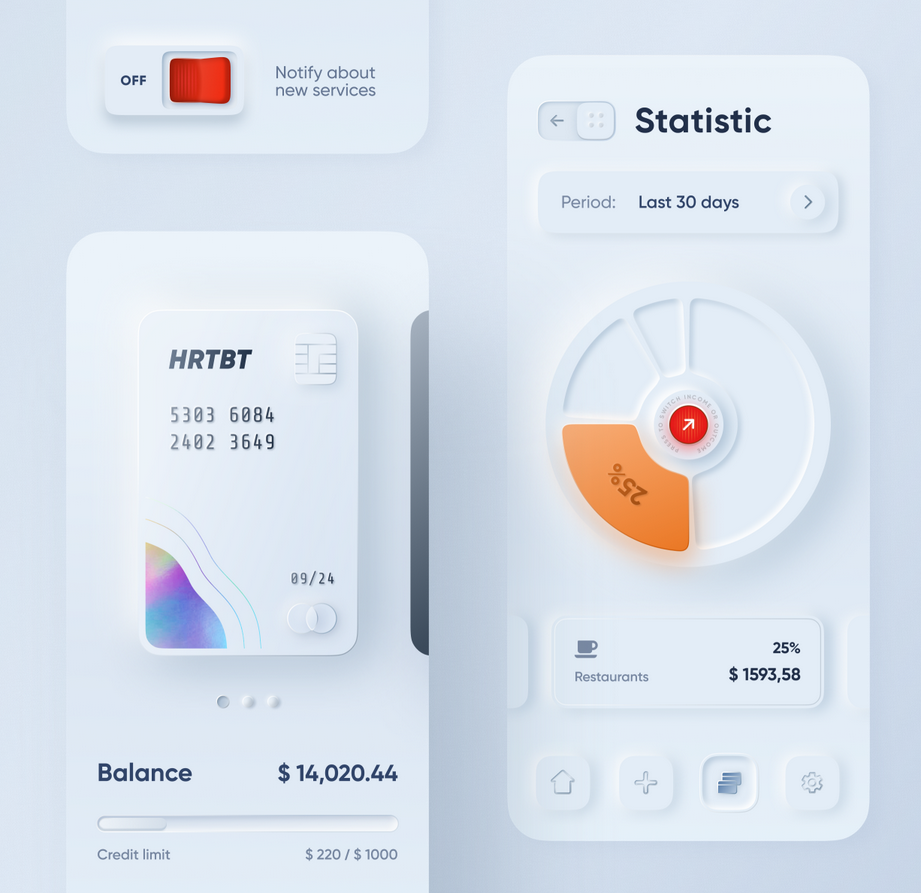 OFF
Notify about
new services
HRTBT
5303 6084
2402 3649
09/24
Balance
$ 14,020.44
Credit limit
$ 220 / $ 1000
Statistic
Period:
Last 30 days
PRESS TO SWITCH INCOME OR OUTCOME
25%
25%
Restaurants
$ 1593,58